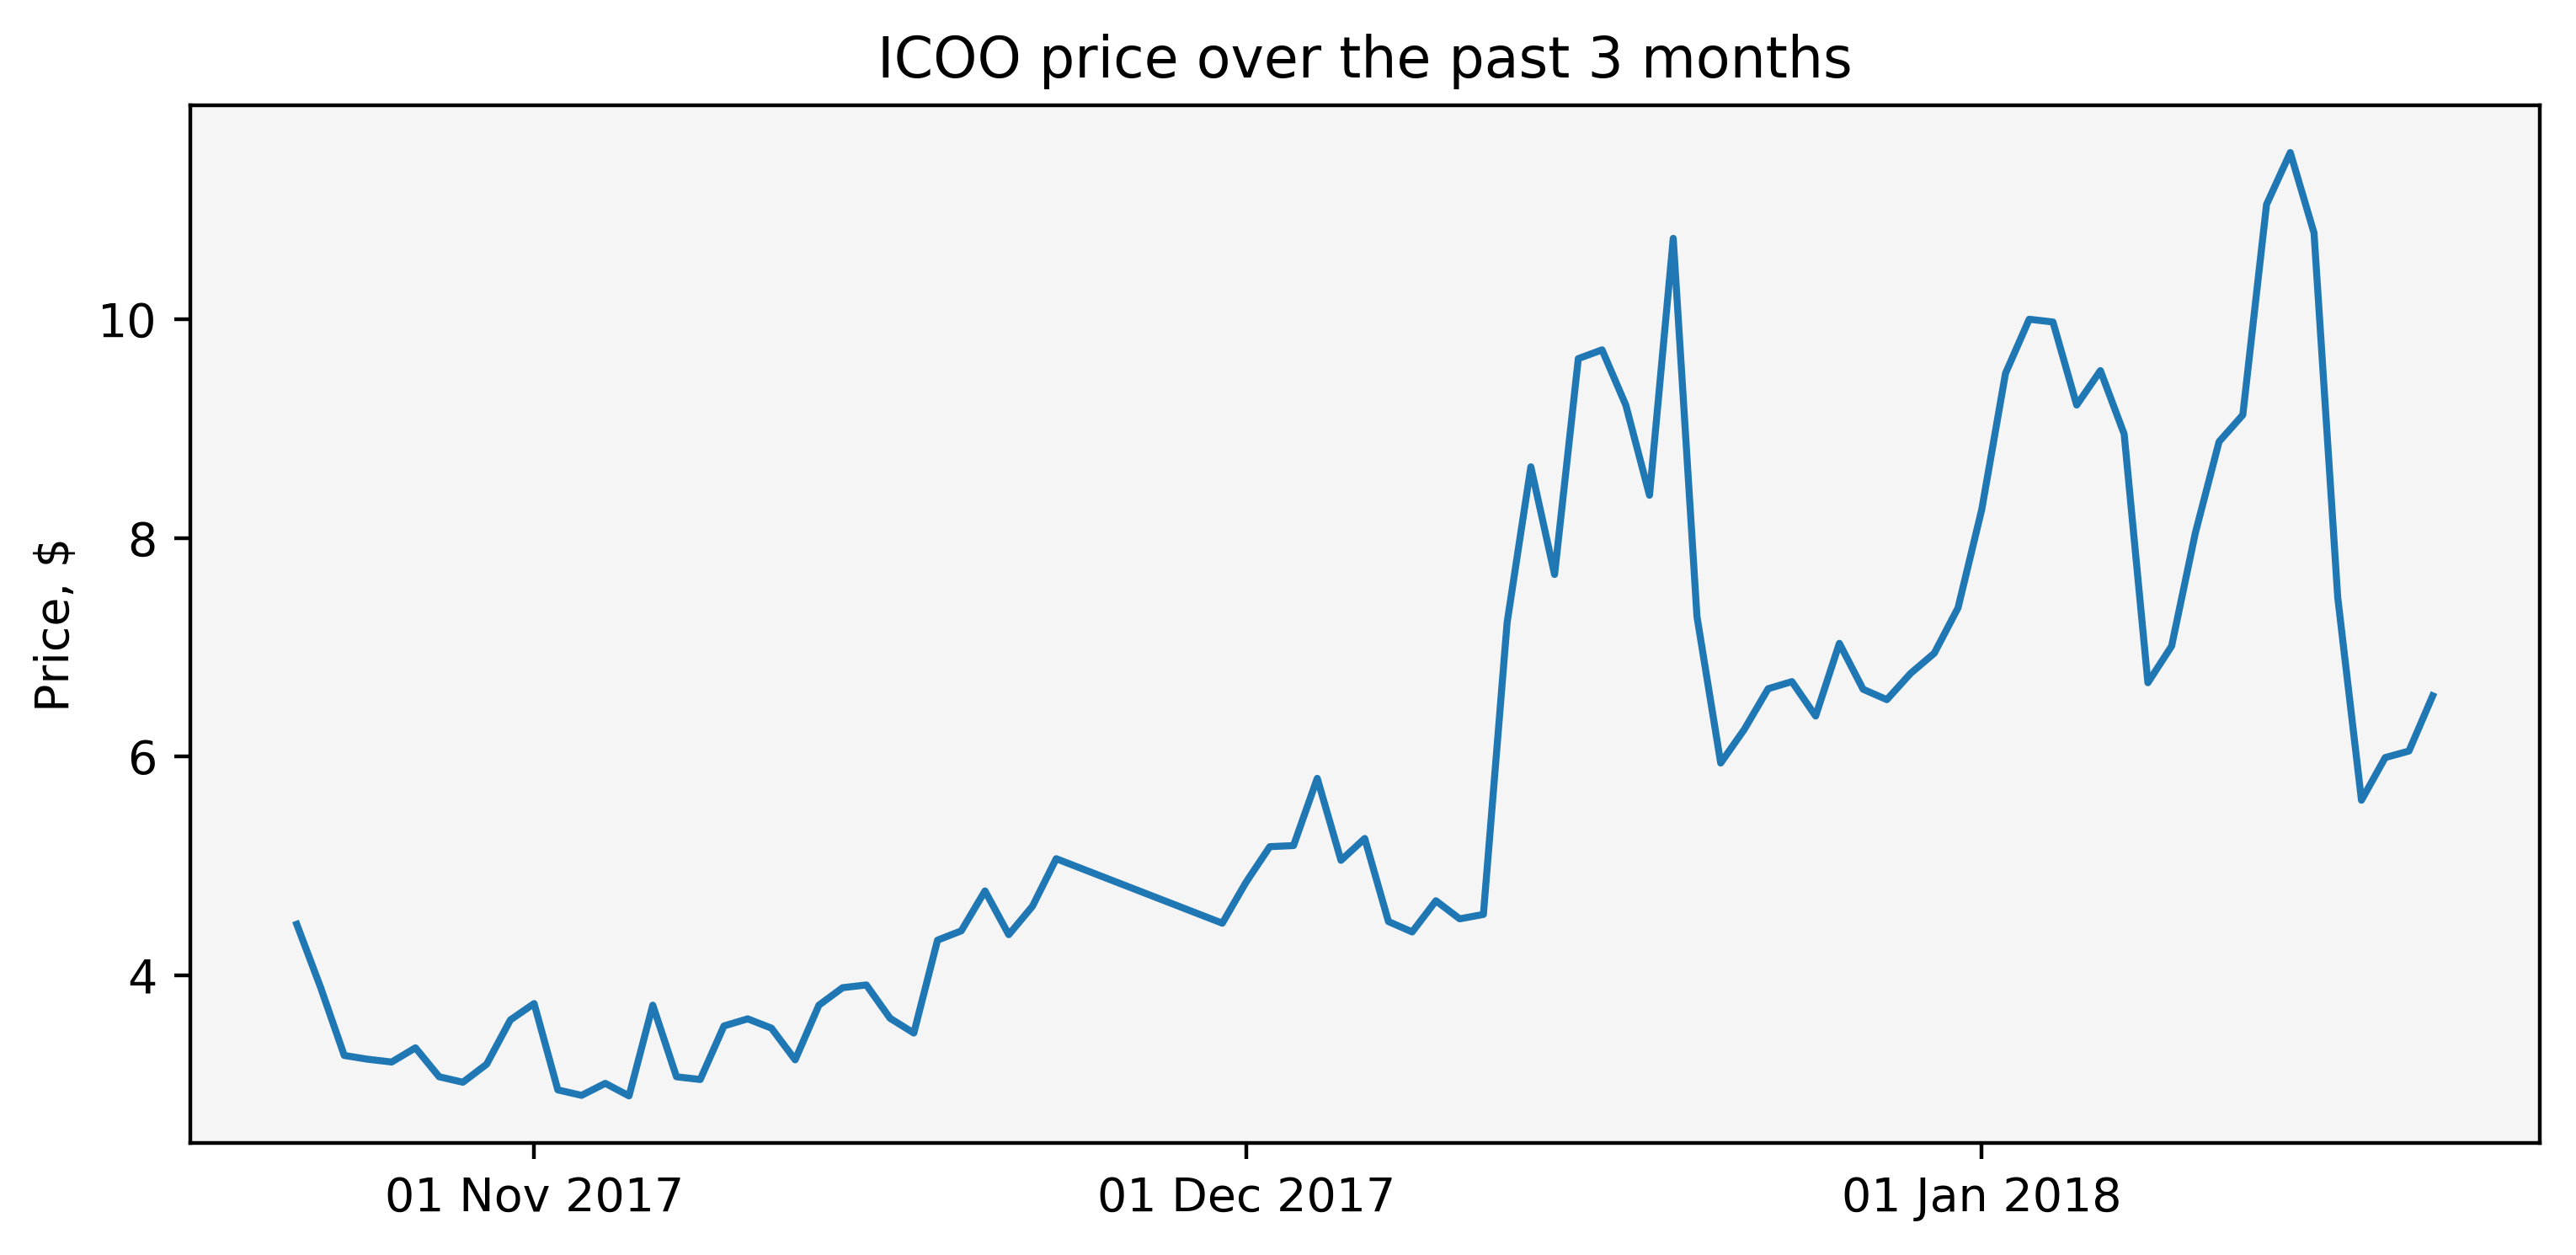 ICOO price over the past 3 months
Price, $
10
8
6
4
01 Nov 2017
01 Dec 2017
01 Jan 2018